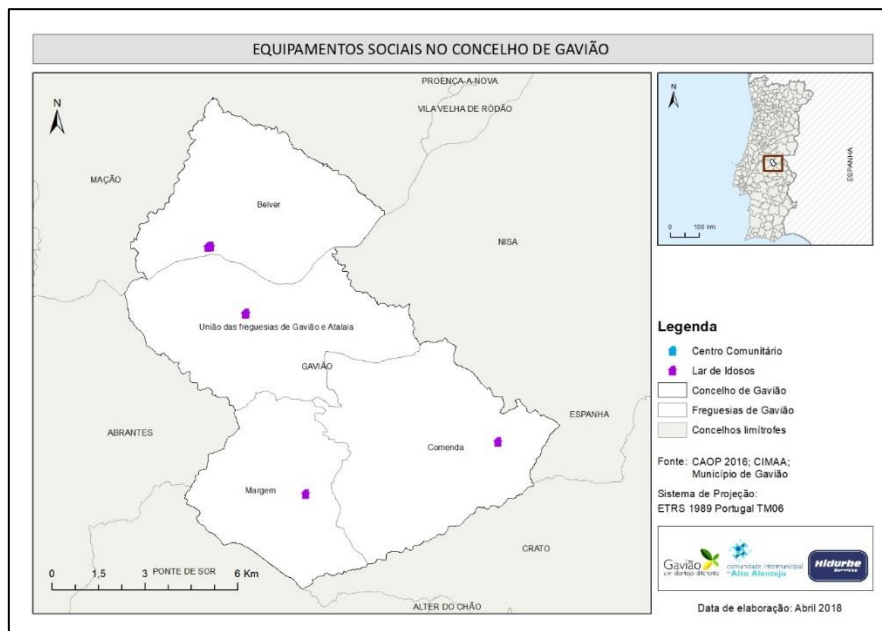 EQUIPAMENTOS SOCIAIS NO CONCELHO DE GAVIÃO
N
PROENÇA-A-NOVA
VILA VELHA DE RÓDÃO
MAÇÃO
Belver
NISA
União das freguesias de Gavião e Atalaia
GAVIÃO
ESPANHA
ABRANTES
Comenda
Margem
CRATO
0 1,5 3 6 Km
PONTE DE SOR
ALTER DO CHÃO
N
ESPANHA
0 100 km
Legenda
Centro Comunitário
Lar de Idosos
Concelho de Gavião
Freguesias de Gavião
Concelhos limítrofes
Fonte: CAOP 2016; CIMAA;
Município de Gavião
Sistema de Projeção:
ETRS 1989 Portugal TM06
Gavião
um alentejo diferente
comunidade intermunicipal
do Alto Alentejo
Hidurbe
Serviços
Data de elaboração: Abril 2018